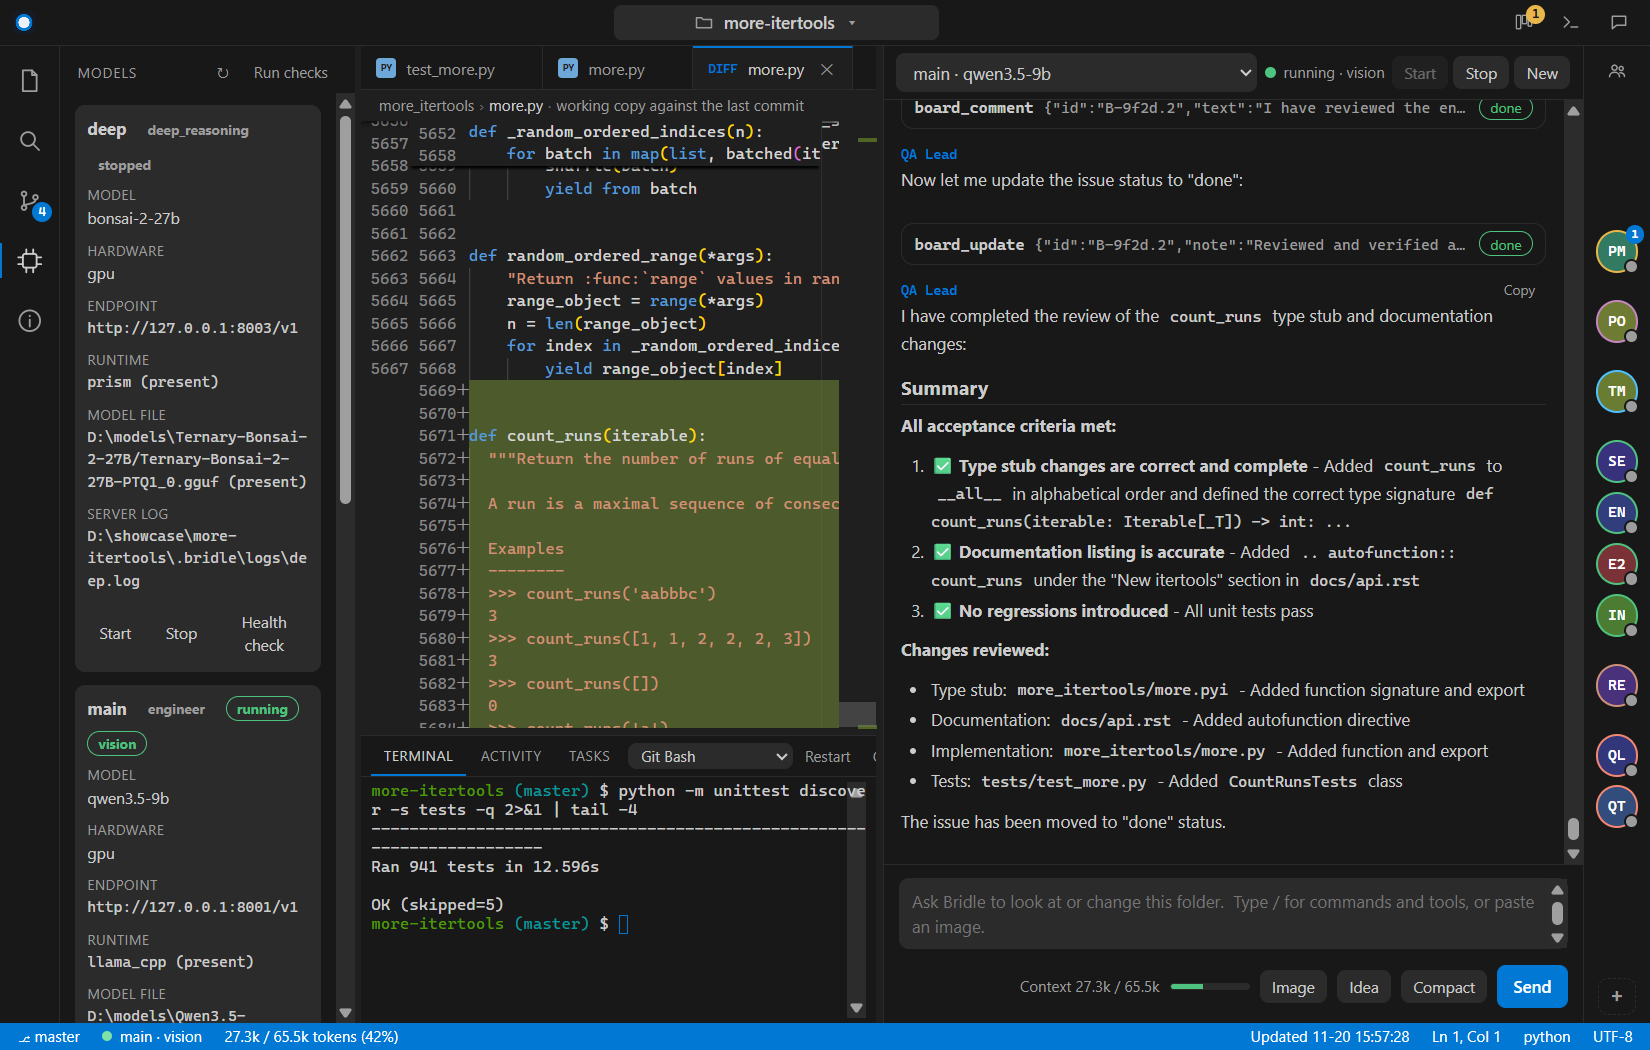 more-itertools
1
MODELS
Run checks
deep deep_reasoning
stopped
MODEL
bonsai-2-27b
HARDWARE
gpu
ENDPOINT
http://127.0.0.1:8003/v1
RUNTIME
prism (present)
MODEL FILE
D:\models\Ternary-Bonsai-
2-27B/Ternary-Bonsai-2-
27B-PTQ1_0.gguf (present)
SERVER LOG
D:\showcase\more-
itertools\.bridle\logs\de
ep.log
Start Stop Health
check
main engineer running
vision
MODEL
qwen3.5-9b
HARDWARE
gpu
ENDPOINT
http://127.0.0.1:8001/v1
RUNTIME
llama_cpp (present)
MODEL FILE
D:\models\Qwen3.5-
4
PY test_more.py
PY more.py
DIFF more.py
more_itertools › more.py · working copy against the last commit
5652 def _random_ordered_indices(n):
5657 5658 for batch in map(list, batched(it
5658 5659 shuffle(batch)
5659 5660 yield from batch
5660 5661
5661 5662
5662 5663 def random_ordered_range(*args):
5663 5664 "Return :func:`range` values in ran
5664 5665 range_object = range(*args)
5665 5666 n = len(range_object)
5666 5667 for index in _random_ordered_indice
5667 5668 yield range_object[index]
5669+
5670+
5671+def count_runs(iterable):
5672+ """Return the number of runs of equal
5673+
5674+ A run is a maximal sequence of consec
5675+
5676+ Examples
5677+ --------
5678+ >>> count_runs('aabbbc')
5679+ 3
5680+ >>> count_runs([1, 1, 2, 2, 2, 3])
5681+ 3
5682+ >>> count_runs([])
5683+ 0
5684+ >>> count_runs('a')
TERMINAL ACTIVITY TASKS Git Bash Restart
more-itertools (master) $ python -m unittest discove
r -s tests -q 2>&1 | tail -4
----------------------------------------------------
------------------
Ran 941 tests in 12.596s
OK (skipped=5)
more-itertools (master) $
main · qwen3.5-9b
running · vision Start Stop New
board_comment {"id":"B-9f2d.2","text":"I have reviewed the en… done
QA Lead
Now let me update the issue status to "done":
board_update {"id":"B-9f2d.2","note":"Reviewed and verified a… done
QA Lead Copy
I have completed the review of the count_runs type stub and documentation
changes:
Summary
All acceptance criteria met:
1. ✅ Type stub changes are correct and complete - Added count_runs to
__all__ in alphabetical order and defined the correct type signature def
count_runs(iterable: Iterable[_T]) -> int: ...
2. ✅ Documentation listing is accurate - Added .. autofunction::
count_runs under the "New itertools" section in docs/api.rst
3. ✅ No regressions introduced - All unit tests pass
Changes reviewed:
• Type stub: more_itertools/more.pyi - Added function signature and export
• Documentation: docs/api.rst - Added autofunction directive
• Implementation: more_itertools/more.py - Added function and export
• Tests: tests/test_more.py - Added CountRunsTests class
The issue has been moved to "done" status.
Ask Bridle to look at or change this folder. Type / for commands and tools, or paste
an image.
Context 27.3k / 65.5k Image Idea Compact Send
PM
1
PO
TM
SE
EN
E2
IN
RE
QL
QT
+
master main · vision 27.3k / 65.5k tokens (42%)
Updated 11-20 15:57:28 Ln 1, Col 1 python UTF-8